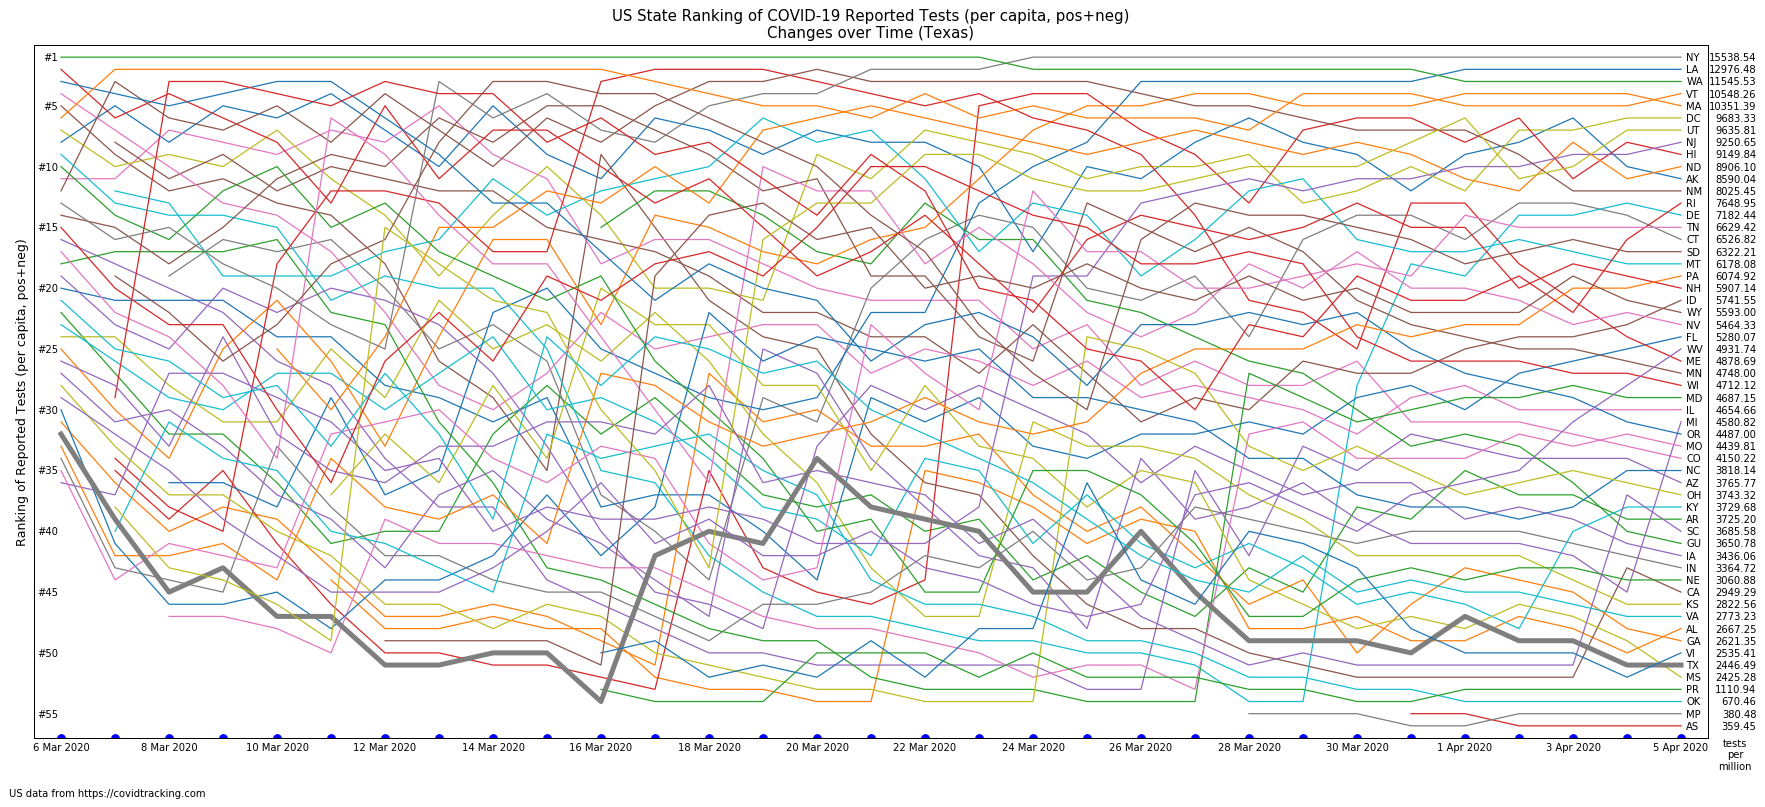 US State Ranking of COVID-19 Reported Tests (per capita, pos+neg)
Changes over Time (Texas)
Ranking of Reported Tests (per capita, pos+neg)
#1
#5
#10
#15
#20
#25
#30
#35
#40
#45
#50
#55
NY 15538.54
LA 12976.48
WA 11545.53
VT 10548.26
MA 10351.39
DC 9683.33
UT 9635.81
NJ 9250.65
HI 9149.84
ND 8906.10
AK 8590.04
NM 8025.45
RI 7648.95
DE 7182.44
TN 6629.42
CT 6526.82
SD 6322.21
MT 6178.08
PA 6074.92
NH 5907.14
ID 5741.55
WY 5593.00
NV 5464.33
FL 5280.07
WV 4931.74
ME 4878.69
MN 4748.00
WI 4712.12
MD 4687.15
IL 4654.66
MI 4580.82
OR 4487.00
MO 4439.81
CO 4150.22
NC 3818.14
AZ 3765.77
OH 3743.32
KY 3729.68
AR 3725.20
SC 3685.58
GU 3650.78
IA 3436.06
IN 3364.72
NE 3060.88
CA 2949.29
KS 2822.56
VA 2773.23
AL 2667.25
GA 2621.35
VI 2535.41
TX 2446.49
MS 2425.28
PR 1110.94
OK 670.46
MP 380.48
AS 359.45
6 Mar 2020 8 Mar 2020 10 Mar 2020 12 Mar 2020 14 Mar 2020 16 Mar 2020 18 Mar 2020 20 Mar 2020 22 Mar 2020 24 Mar 2020 26 Mar 2020 28 Mar 2020 30 Mar 2020 1 Apr 2020 3 Apr 2020 5 Apr 2020
tests
per
million
US data from https://covidtracking.com